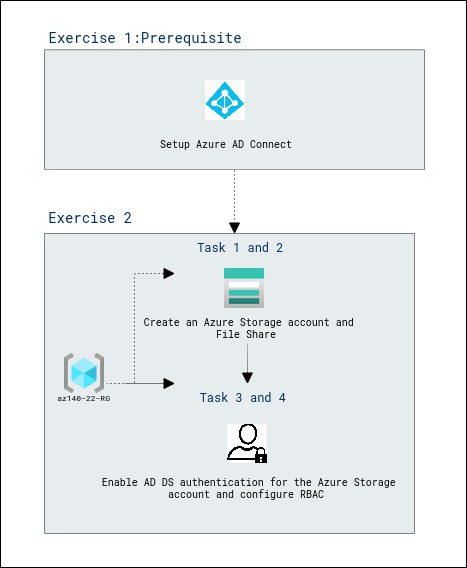 Exercise 1:Prerequisite
Setup Azure AD Connect
Exercise 2
Task 1 and 2
Create an Azure Storage account and
File Share
az140-22-RG
Task 3 and 4
Enable AD DS authentication for the Azure Storage
account and configure RBAC